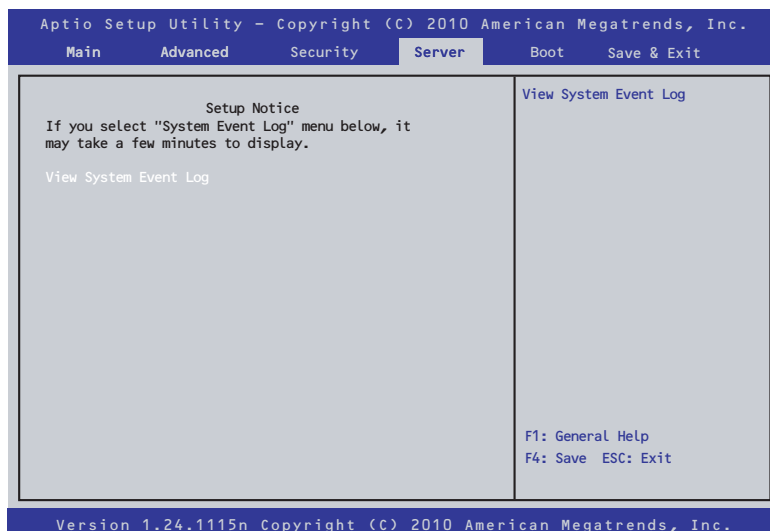 Aptio Setup Utility – Copyright (C) 2010 American Megatrends, Inc.
Main Advanced Security Server Boot Save & Exit
Setup Notice
If you select "System Event Log" menu below, it
may take a few minutes to display.
View System Event Log
View System Event Log
F1: General Help
F4: Save ESC: Exit
Version 1.24.1115n Copyright (C) 2010 American Megatrends, Inc.